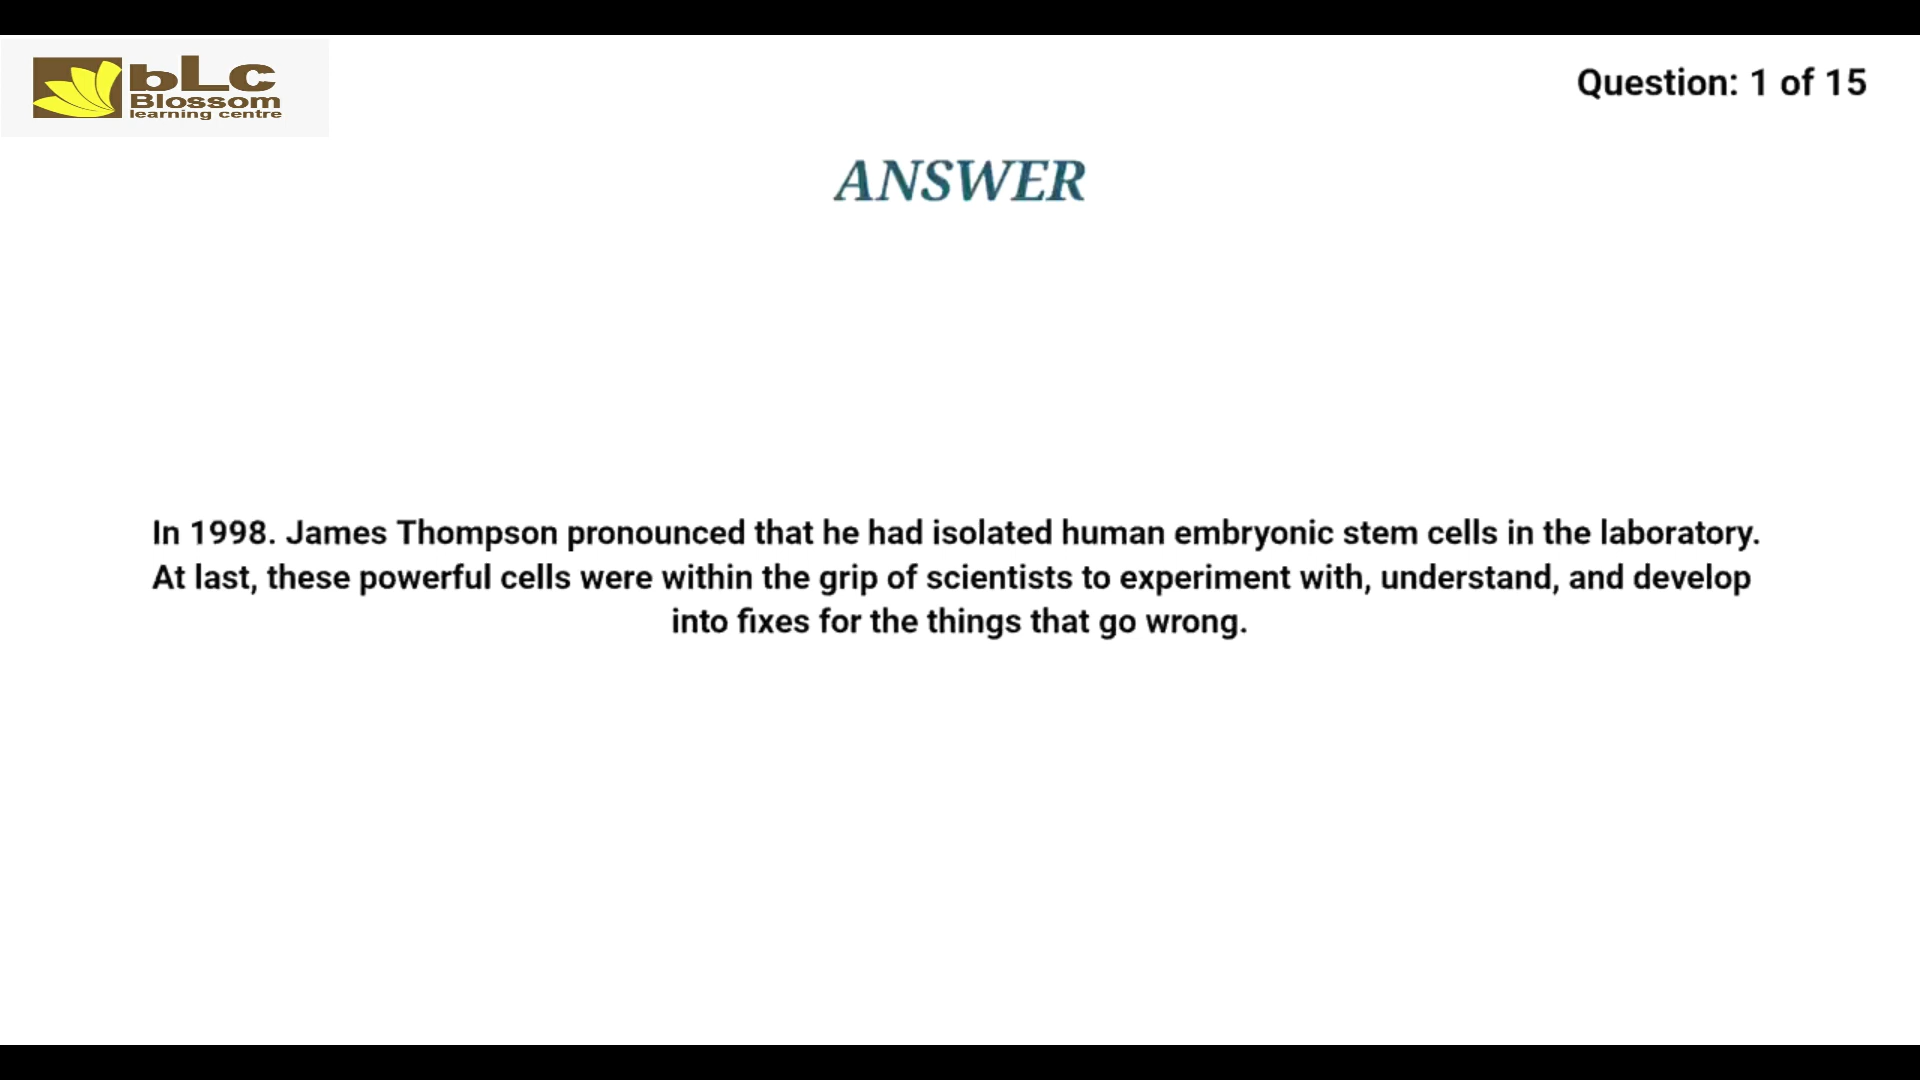 bLc
Blossom
learning centre
Question: 1 of 15
ANSWER
In 1998. James Thompson pronounced that he had isolated human embryonic stem cells in the laboratory.
At last, these powerful cells were within the grip of scientists to experiment with, understand, and develop
into fixes for the things that go wrong.